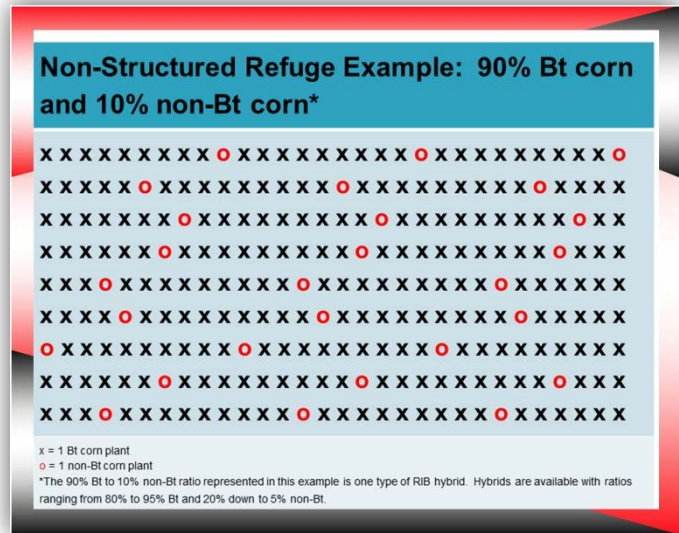 Non-Structured Refuge Example: 90% Bt corn
and 10% non-Bt corn*
x x x x x x x x x o x x x x x x x x x o x x x x x x x x x o
x x x x x o x x x x x x x x x o x x x x x x x x x o x x x x
x x x x x x x o x x x x x x x x x o x x x x x x x x x o x x
x x x x x x o x x x x x x x x x o x x x x x x x x x o x x x
x x x o x x x x x x x x x o x x x x x x x x x o x x x x x x
x x x x o x x x x x x x x x o x x x x x x x x x o x x x x x
o x x x x x x x x x o x x x x x x x x x o x x x x x x x x x
x x x x x x o x x x x x x x x x o x x x x x x x x x o x x x
x x x o x x x x x x x x x o x x x x x x x x x o x x x x x x
x = 1 Bt corn plant
o = 1 non-Bt corn plant
*The 90% Bt to 10% non-Bt ratio represented in this example is one type of RIB hybrid. Hybrids are available with ratios
ranging from 80% to 95% Bt and 20% down to 5% non-Bt.